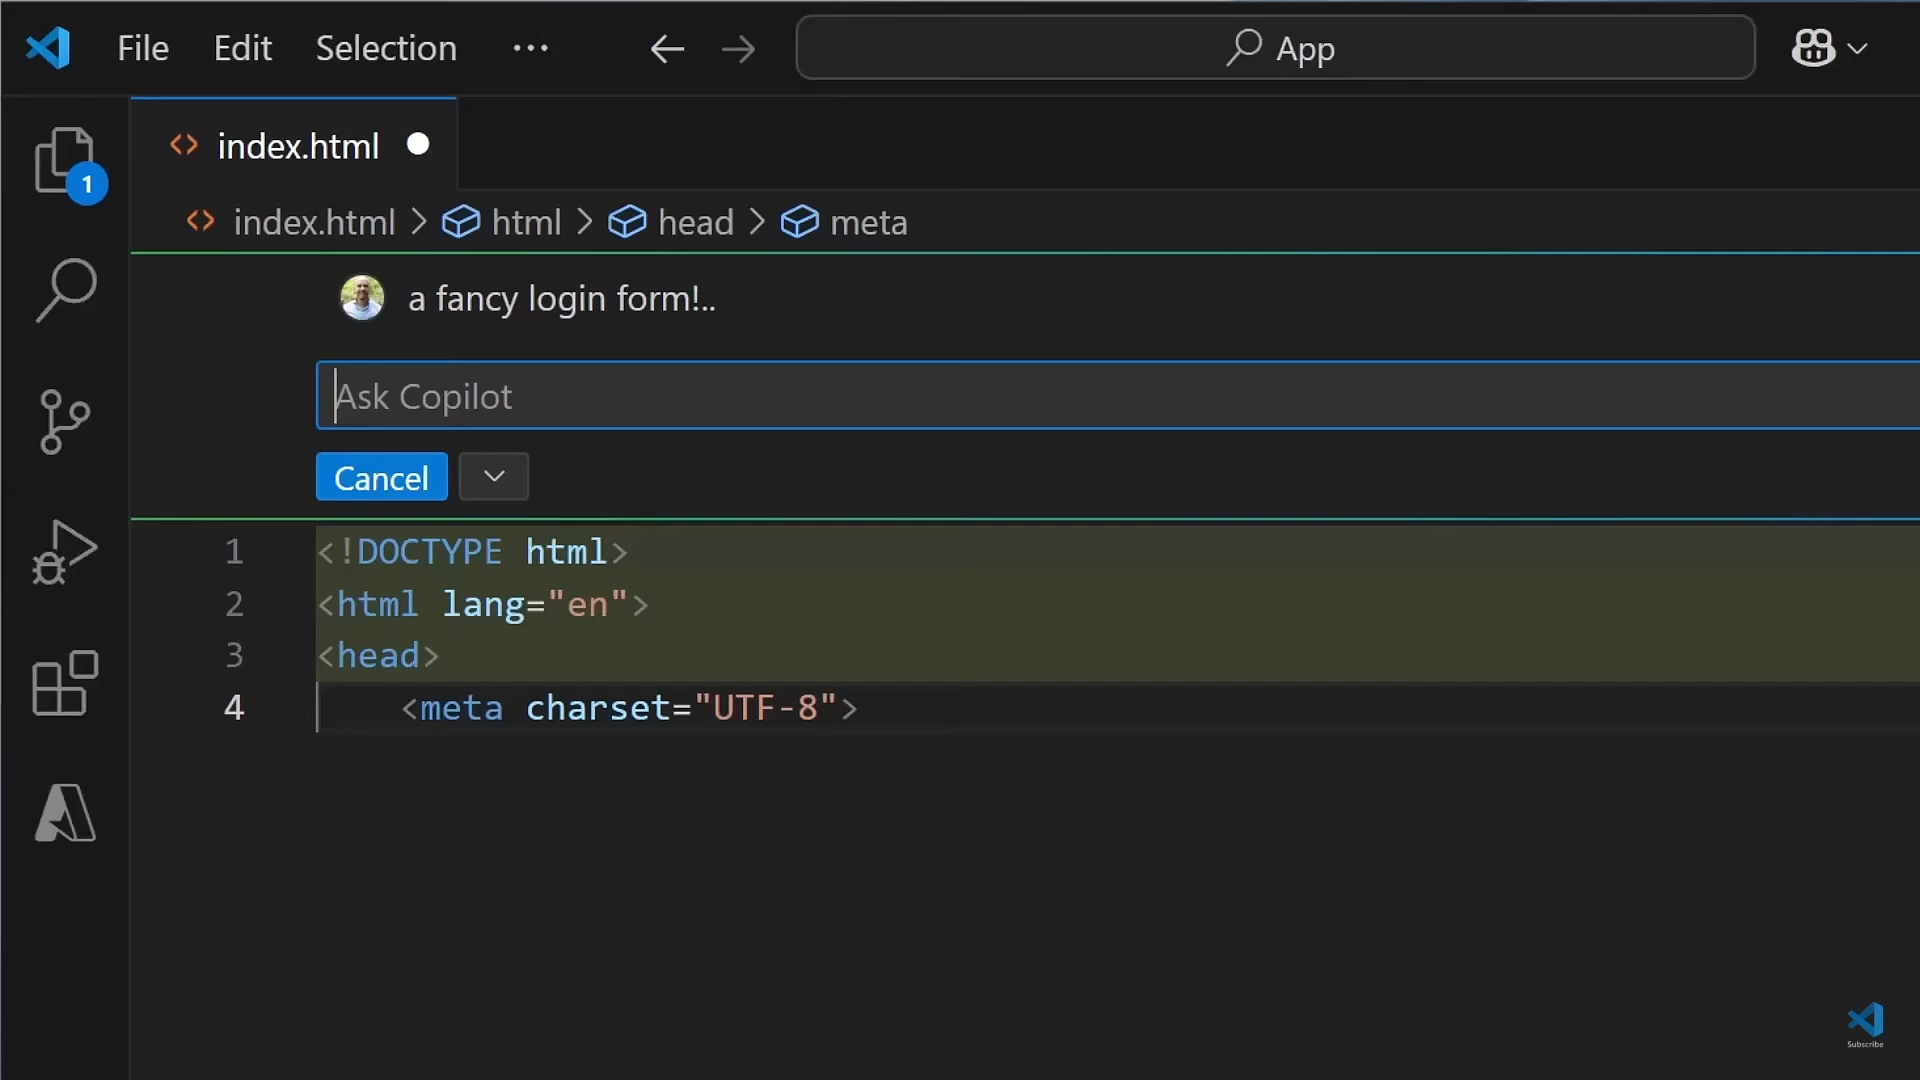 File Edit Selection ··· App
index.html
1
index.html > html > head > meta
a fancy login form!..
Ask Copilot
Cancel
1 <!DOCTYPE html>
2 <html lang="en">
3 <head>
4 <meta charset="UTF-8">
Subscribe